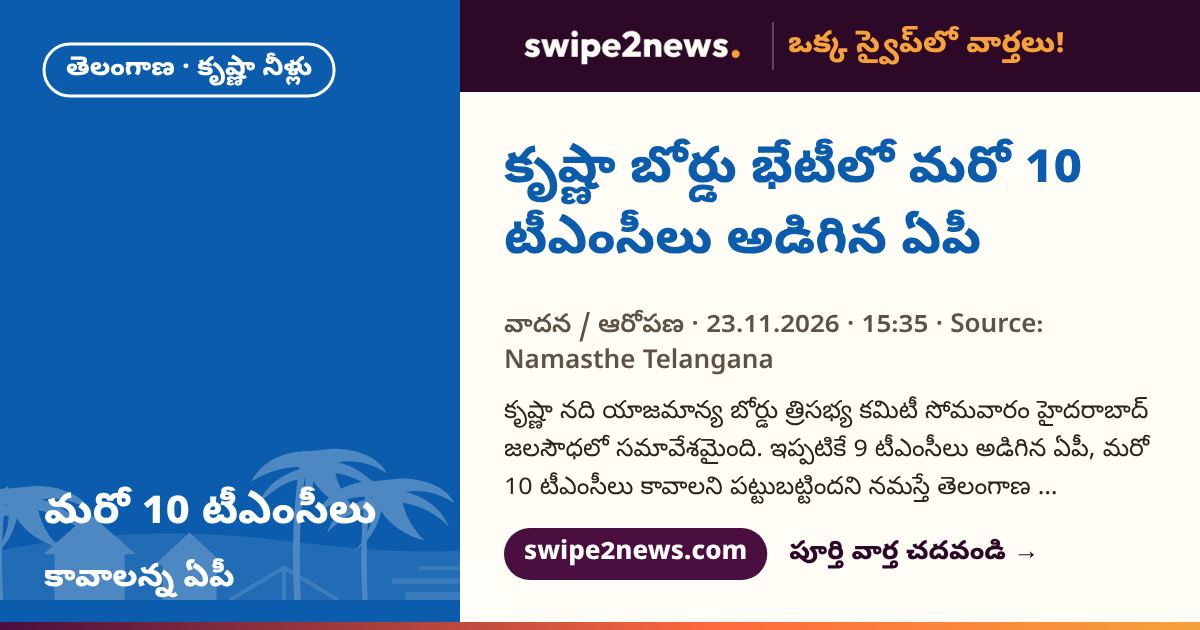 తెలంగాణ · కృష్ణా నీళ్లు
మరో 10 టీఎంసీలు
కావాలన్న ఏపీ
swipe2news.
ఒక్క స్వైప్‌లో వార్తలు!
కృష్ణా బోర్డు భేటీలో మరో 10
టీఎంసీలు అడిగిన ఏపీ
వాదన / ఆరోపణ · 23.11.2026 · 15:35 · Source:
Namasthe Telangana
కృష్ణా నది యాజమాన్య బోర్డు త్రిసభ్య కమిటీ సోమవారం హైదరాబాద్
జలసౌధలో సమావేశమైంది. ఇప్పటికే 9 టీఎంసీలు అడిగిన ఏపీ, మరో
10 టీఎంసీలు కావాలని పట్టుబట్టిందని నమస్తే తెలంగాణ ...
swipe2news.com
పూర్తి వార్త చదవండి →